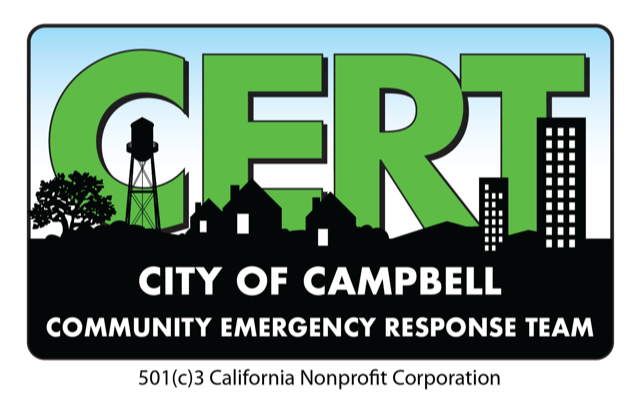 CERT
CITY OF CAMPBELL
COMMUNITY EMERGENCY RESPONSE TEAM
501(c)3 California Nonprofit Corporation